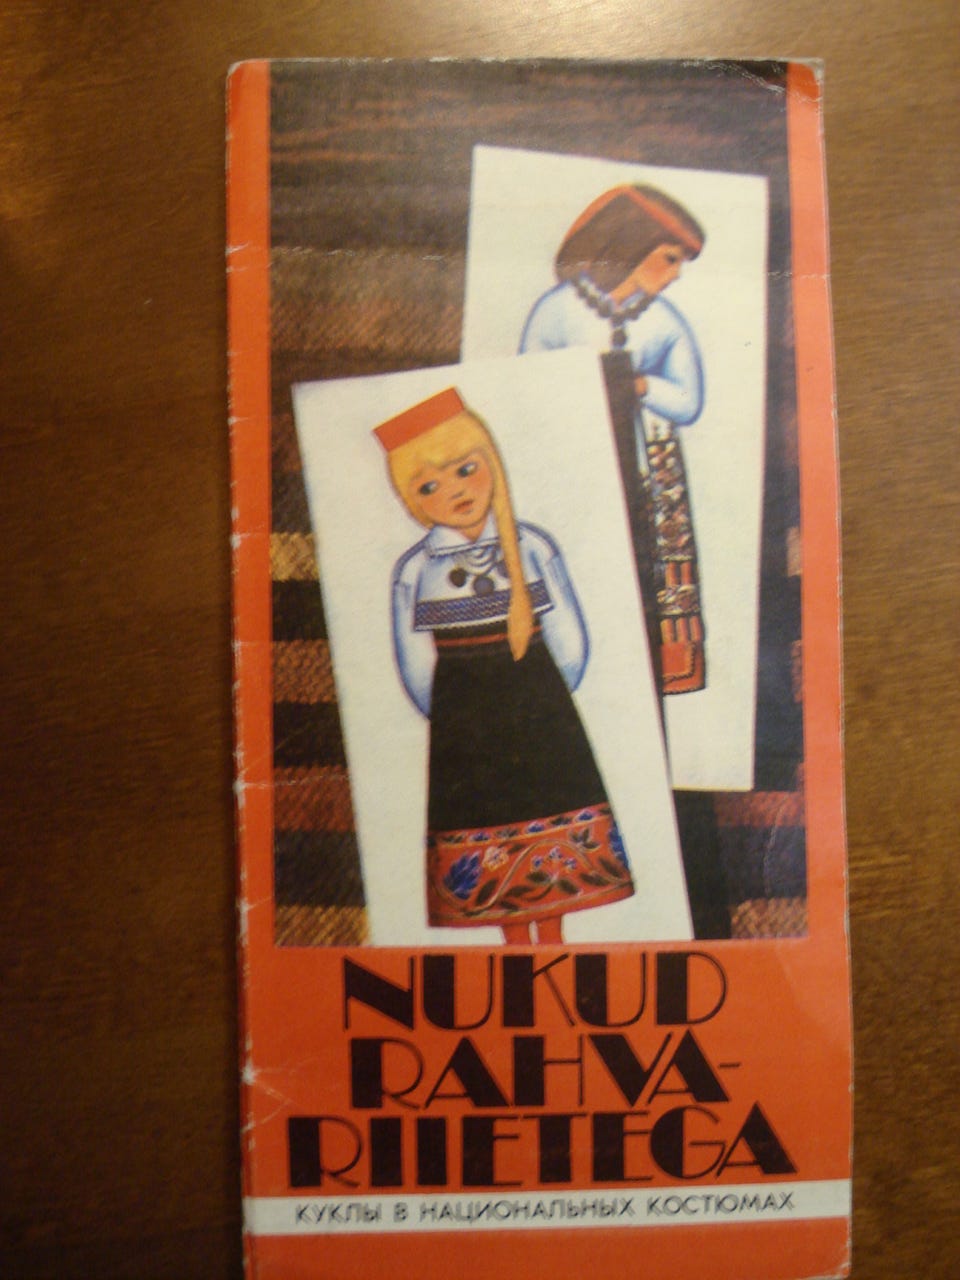 NUKUD
RAHVA-
RIIETEGA
КУКЛЫ В НАЦИОНАЛЬНЫХ КОСТЮМАХ